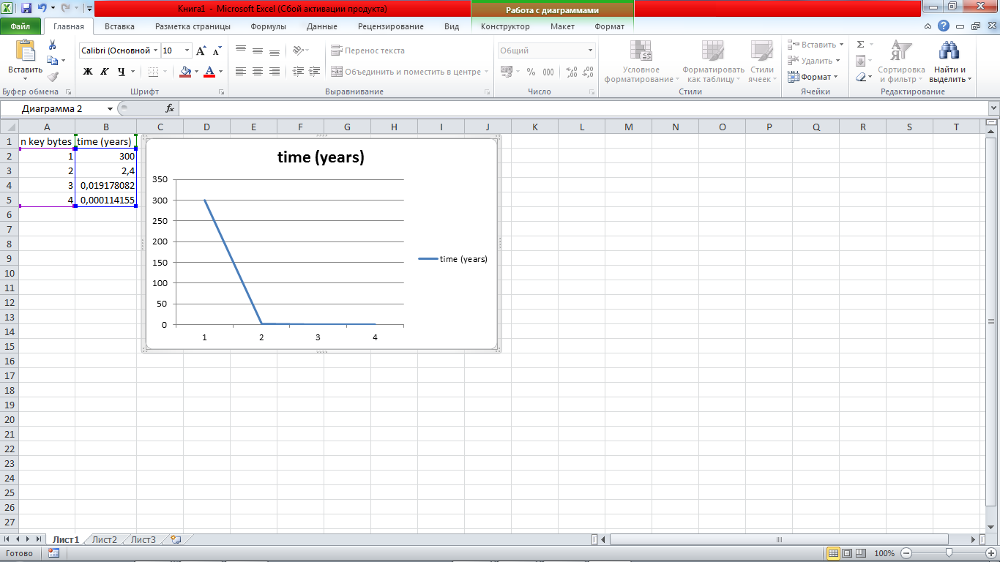 Книга1 - Microsoft Excel (Сбой активации продукта)
Работа с диаграммами
Файл Главная Вставка Разметка страницы Формулы Данные Рецензирование Вид Конструктор Макет Формат
Вставить
Буфер обмена
Calibri (Основной 10
Ж К Ч
Шрифт
Перенос текста
Объединить и поместить в центре
Выравнивание
Общий
% 000
Число
Условное форматирование
Форматировать как таблицу
Стили ячеек
Стили
Вставить
Удалить
Формат
Ячейки
Σ
Сортировка и фильтр
Найти и выделить
Редактирование
Диаграмма 2
fx
A B C D E F G H I J K L M N O P Q R S T
1 n key bytes time (years)
2 1 300
3 2 2,4
4 3 0,019178082
5 4 0,000114155
6
7
8
9
10
11
12
13
14
15
16
17
18
19
20
21
22
23
24
25
26
27
time (years)
350
300
250
200
150
100
50
0
1 2 3 4
time (years)
Лист1 Лист2 Лист3
Готово
100%